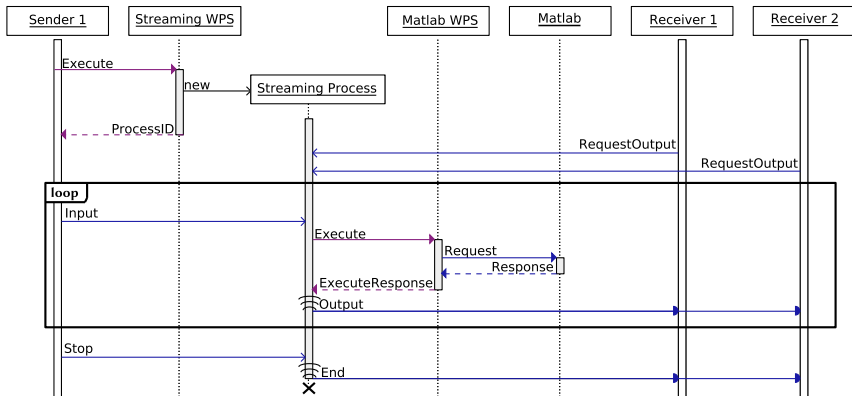 Sender 1
Streaming WPS
Matlab WPS
Matlab
Receiver 1
Receiver 2
Execute
new
Streaming Process
ProcessID
RequestOutput
RequestOutput
loop
Input
Execute
Request
Response
ExecuteResponse
Output
Stop
End